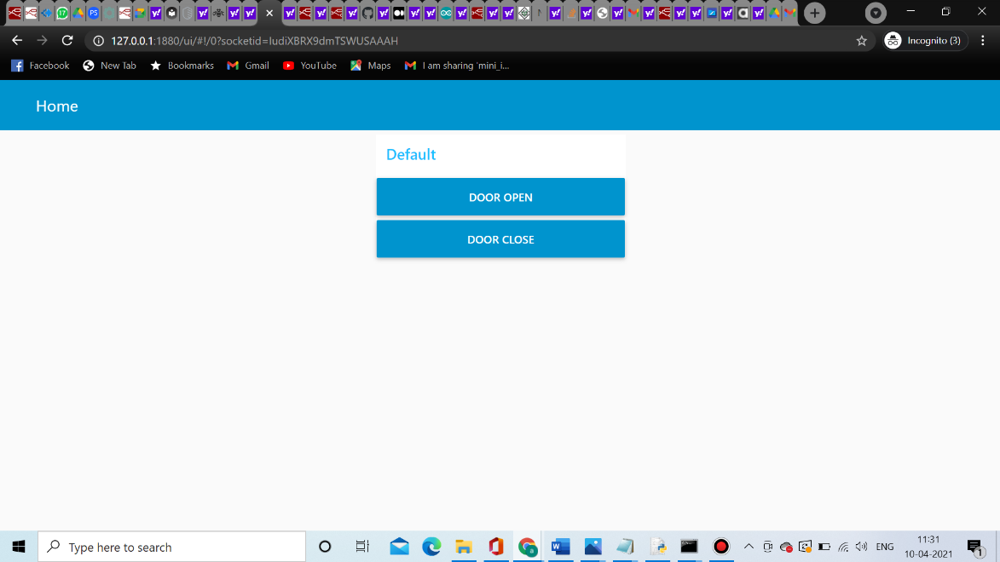 127.0.0.1:1880/ui/#!/0?socketid=IudiXBRX9dmTSWUSAAAH
Incognito (3)
Facebook
New Tab
Bookmarks
Gmail
YouTube
Maps
I am sharing 'mini_i...
Home
Default
DOOR OPEN
DOOR CLOSE
Type here to search
ENG
11:31
10-04-2021
1